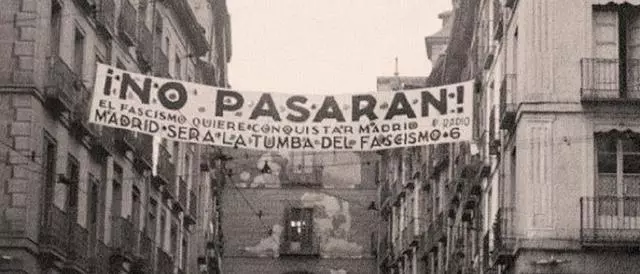 ¡NO PASARAN!
EL FASCISMO QUIERE CONQUISTAR MADRID
MADRID SERA LA TUMBA DEL FASCISMO